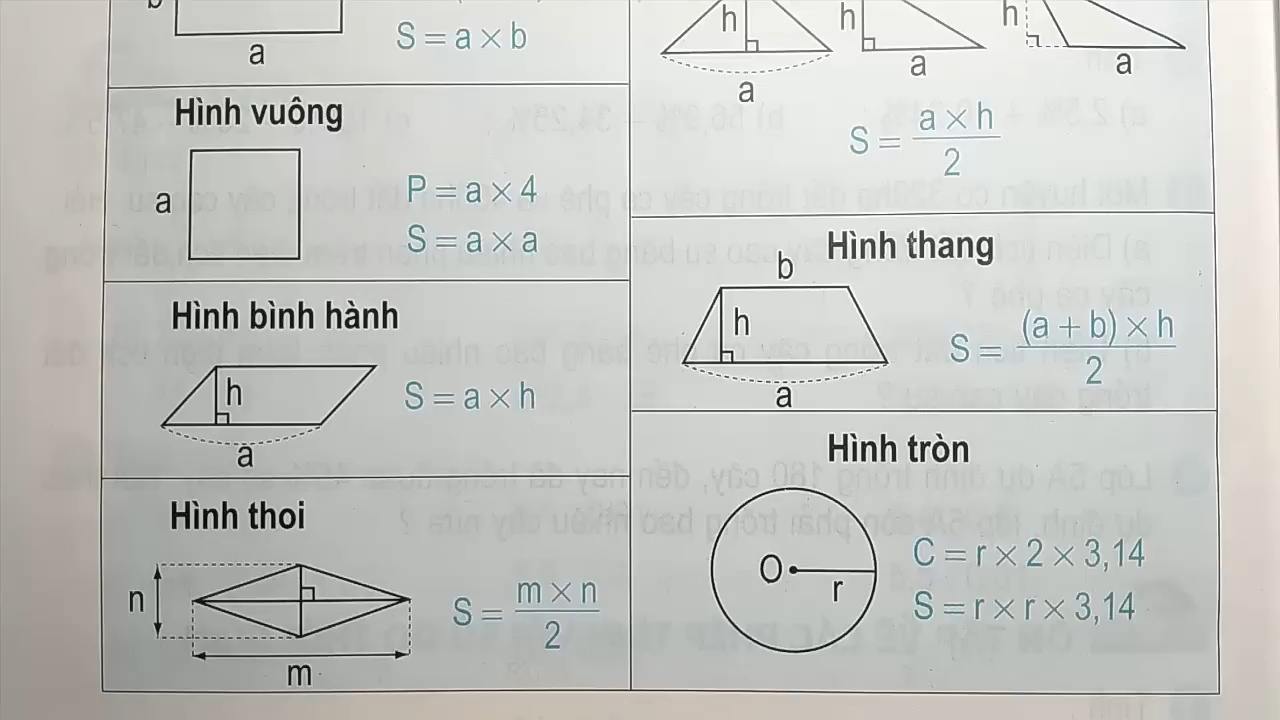 b
a
S = a × b
Hình vuông
a
P = a × 4
S = a × a
Hình bình hành
h
a
S = a × h
Hình thoi
n
m
S = m × n / 2
h
a
h
a
h
a
S = a × h / 2
Hình thang
b
h
a
S = (a + b) × h / 2
Hình tròn
O
r
C = r × 2 × 3,14
S = r × r × 3,14